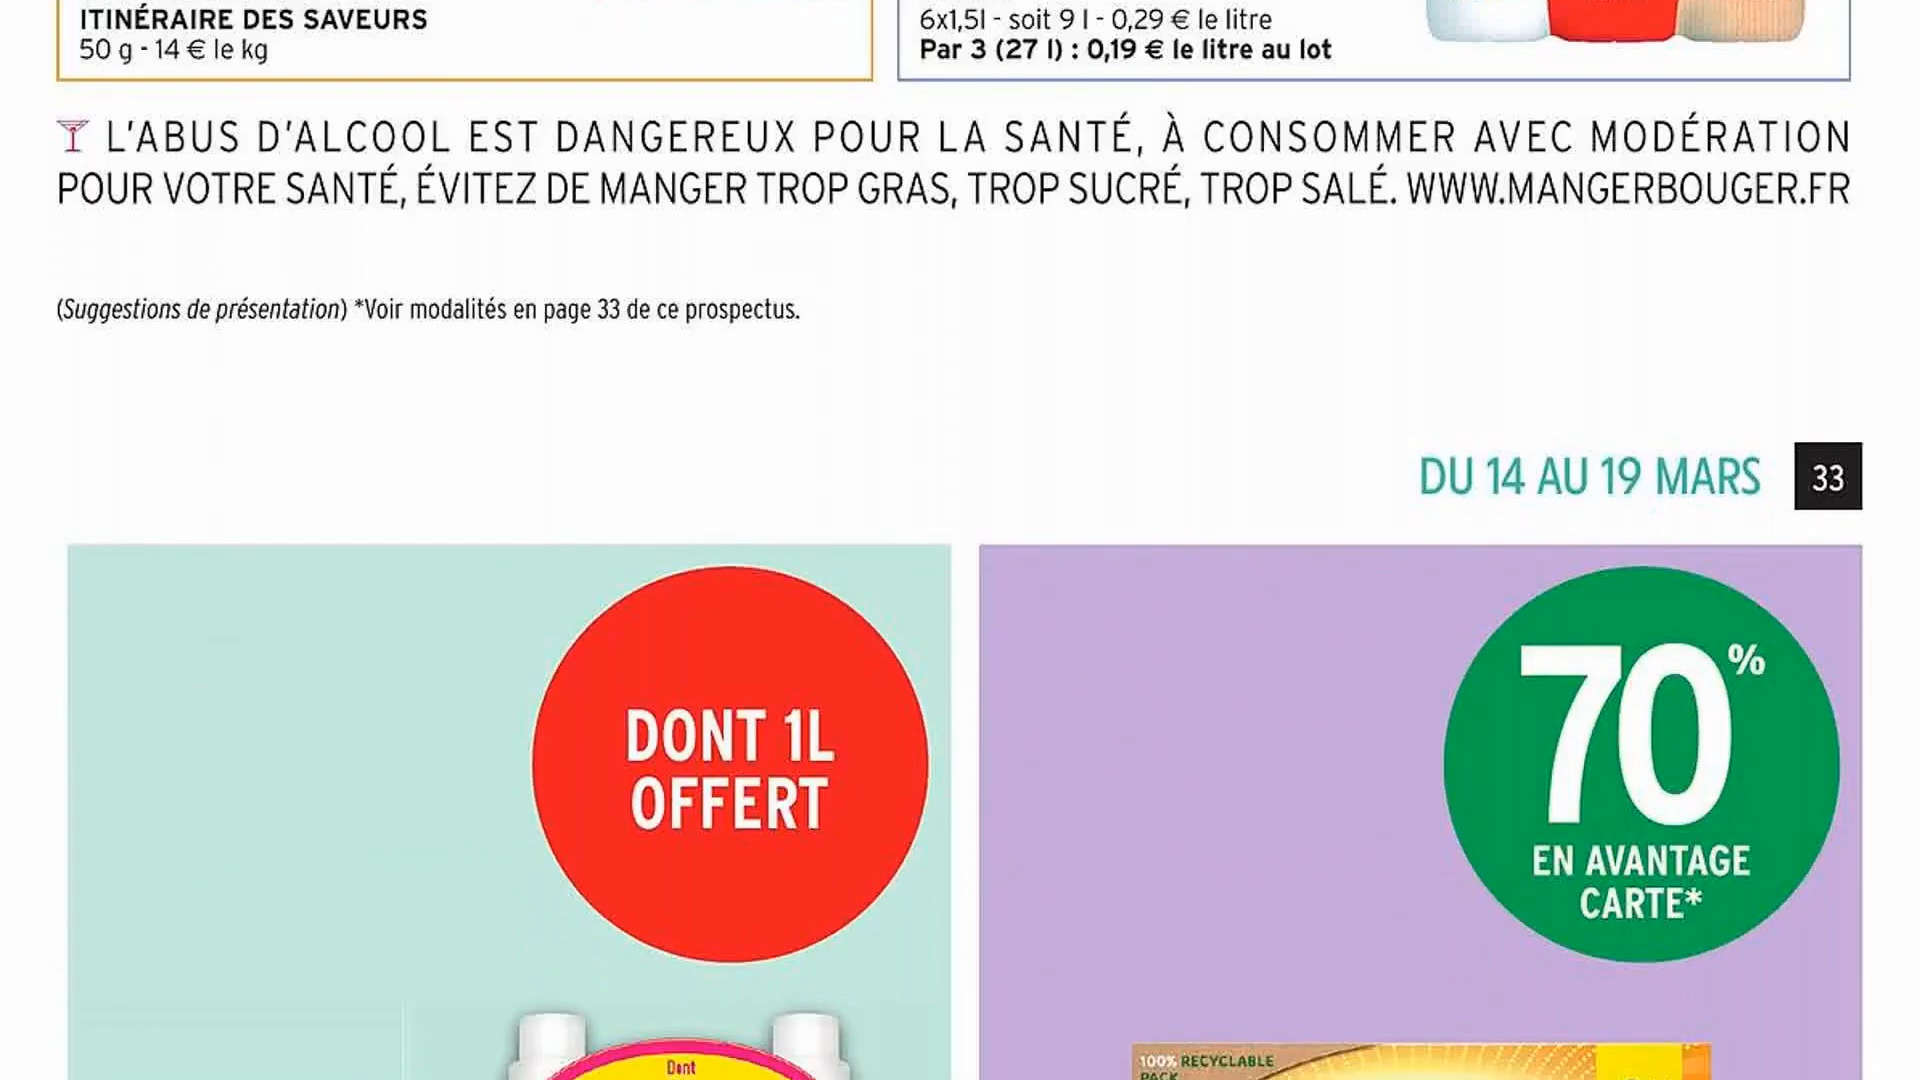 ITINÉRAIRE DES SAVEURS
50 g - 14 € le kg
6x1,5l - soit 9 l - 0,29 € le litre
Par 3 (27 l) : 0,19 € le litre au lot
L'ABUS D'ALCOOL EST DANGEREUX POUR LA SANTÉ, À CONSOMMER AVEC MODÉRATION
POUR VOTRE SANTÉ, ÉVITEZ DE MANGER TROP GRAS, TROP SUCRÉ, TROP SALÉ. WWW.MANGERBOUGER.FR
(Suggestions de présentation) *Voir modalités en page 33 de ce prospectus.
DU 14 AU 19 MARS
33
DONT 1L
OFFERT
70%
EN AVANTAGE
CARTE*
Dont
100% RECYCLABLE
PACK